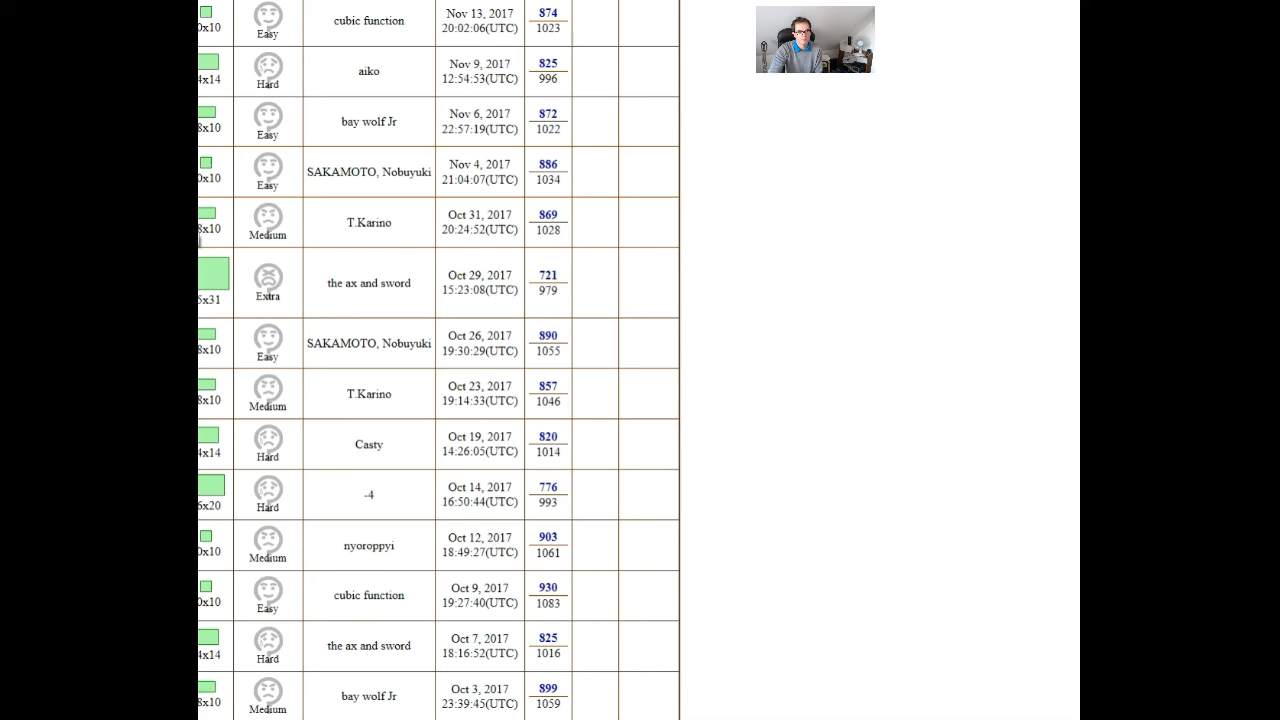 0x10 Easy cubic function Nov 13, 2017 874
20:02:06(UTC) 1023
4x14 Hard aiko Nov 9, 2017 825
12:54:53(UTC) 996
8x10 Easy bay wolf Jr Nov 6, 2017 872
22:57:19(UTC) 1022
0x10 Easy SAKAMOTO, Nobuyuki Nov 4, 2017 886
21:04:07(UTC) 1034
8x10 Medium T.Karino Oct 31, 2017 869
20:24:52(UTC) 1028
5x31 Extra the ax and sword Oct 29, 2017 721
15:23:08(UTC) 979
8x10 Easy SAKAMOTO, Nobuyuki Oct 26, 2017 890
19:30:29(UTC) 1055
8x10 Medium T.Karino Oct 23, 2017 857
19:14:33(UTC) 1046
4x14 Hard Casty Oct 19, 2017 820
14:26:05(UTC) 1014
6x20 Hard -4 Oct 14, 2017 776
16:50:44(UTC) 993
0x10 Medium nyoroppyi Oct 12, 2017 903
18:49:27(UTC) 1061
0x10 Easy cubic function Oct 9, 2017 930
19:27:40(UTC) 1083
4x14 Hard the ax and sword Oct 7, 2017 825
18:16:52(UTC) 1016
8x10 Medium bay wolf Jr Oct 3, 2017 899
23:39:45(UTC) 1059